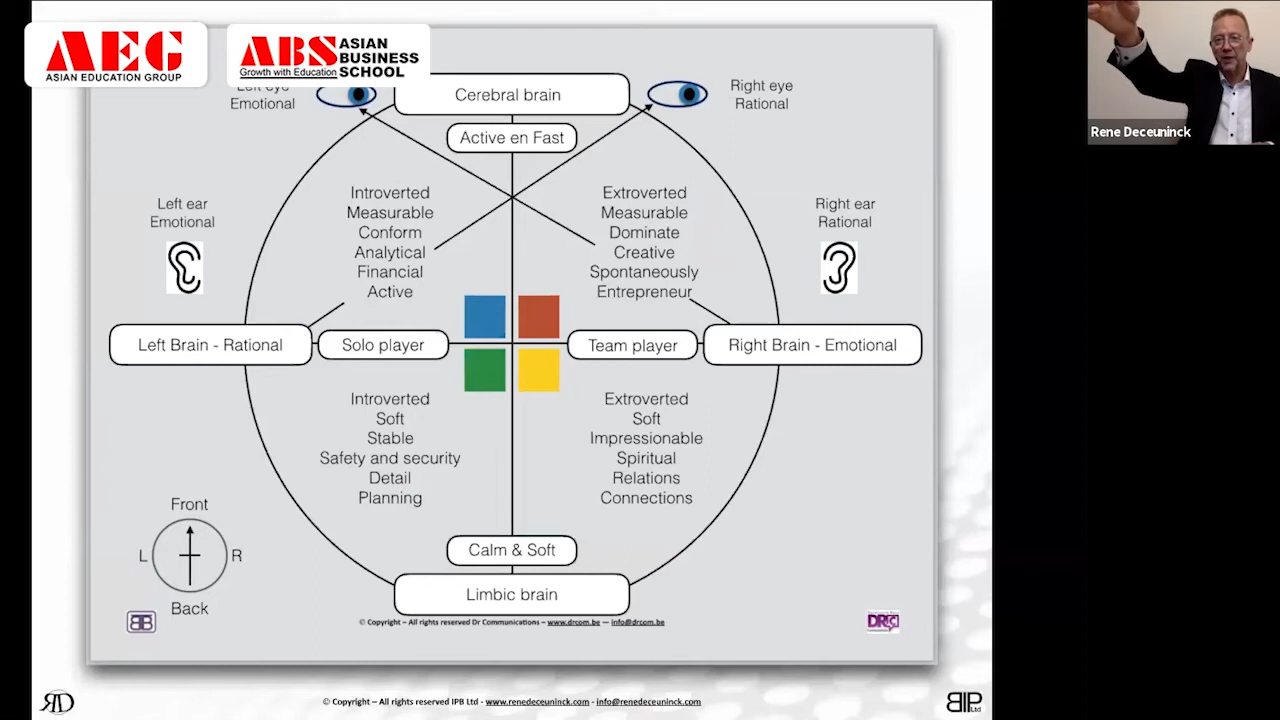 AEG
ASIAN EDUCATION GROUP
ABS
ASIAN
BUSINESS
SCHOOL
Growth with Education
Left eye
Emotional
Cerebral brain
Right eye
Rational
Rene Deceuninck
Active en Fast
Left ear
Emotional
Introverted
Measurable
Conform
Analytical
Financial
Active
Extroverted
Measurable
Dominate
Creative
Spontaneously
Entrepreneur
Right ear
Rational
Left Brain - Rational
Solo player
Team player
Right Brain - Emotional
Introverted
Soft
Stable
Safety and security
Detail
Planning
Extroverted
Soft
Impressionable
Spiritual
Relations
Connections
Front
L
R
Back
Calm & Soft
Limbic brain
© Copyright – All rights reserved Dr Communications – www.drcom.be — info@drcom.be
© Copyright – All rights reserved IPB Ltd - www.renedeceuninck.com - info@renedeceuninck.com